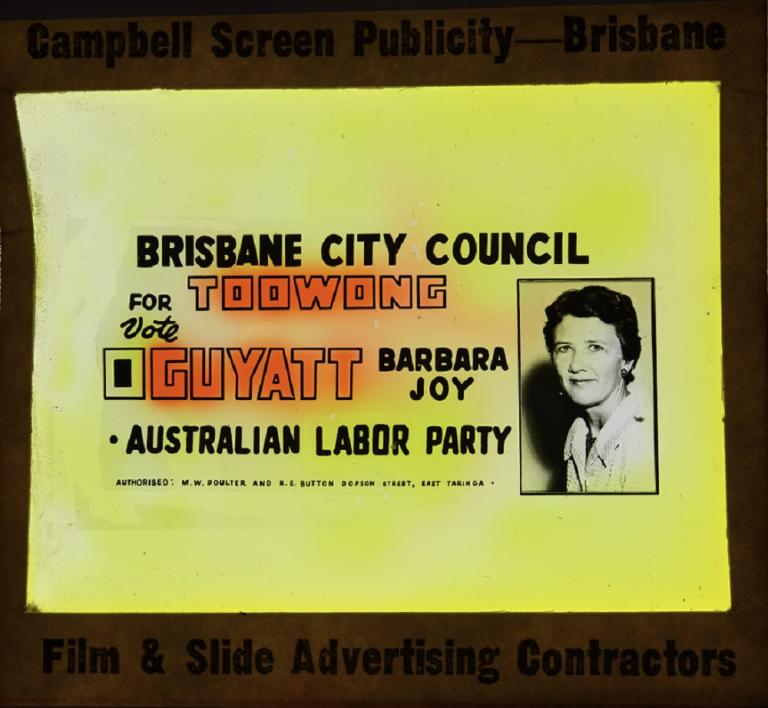 Campbell Screen Publicity—Brisbane
BRISBANE CITY COUNCIL
FOR TOOWONG
Vote
GUYATT BARBARA JOY
• AUSTRALIAN LABOR PARTY
AUTHORISED: M.W. POULTER AND R.E. BUTTON DOBSON STREET, EAST TARINGA •
Film & Slide Advertising Contractors